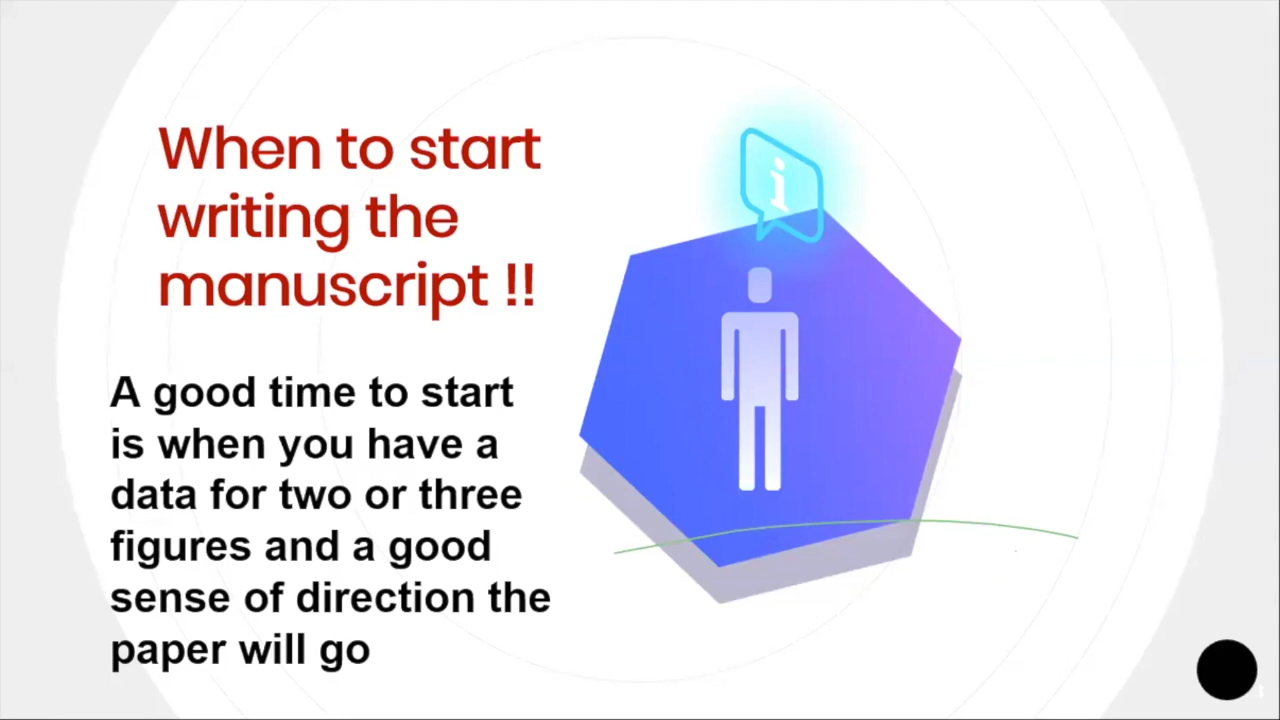 When to start
writing the
manuscript !!
i
A good time to start
is when you have a
data for two or three
figures and a good
sense of direction the
paper will go